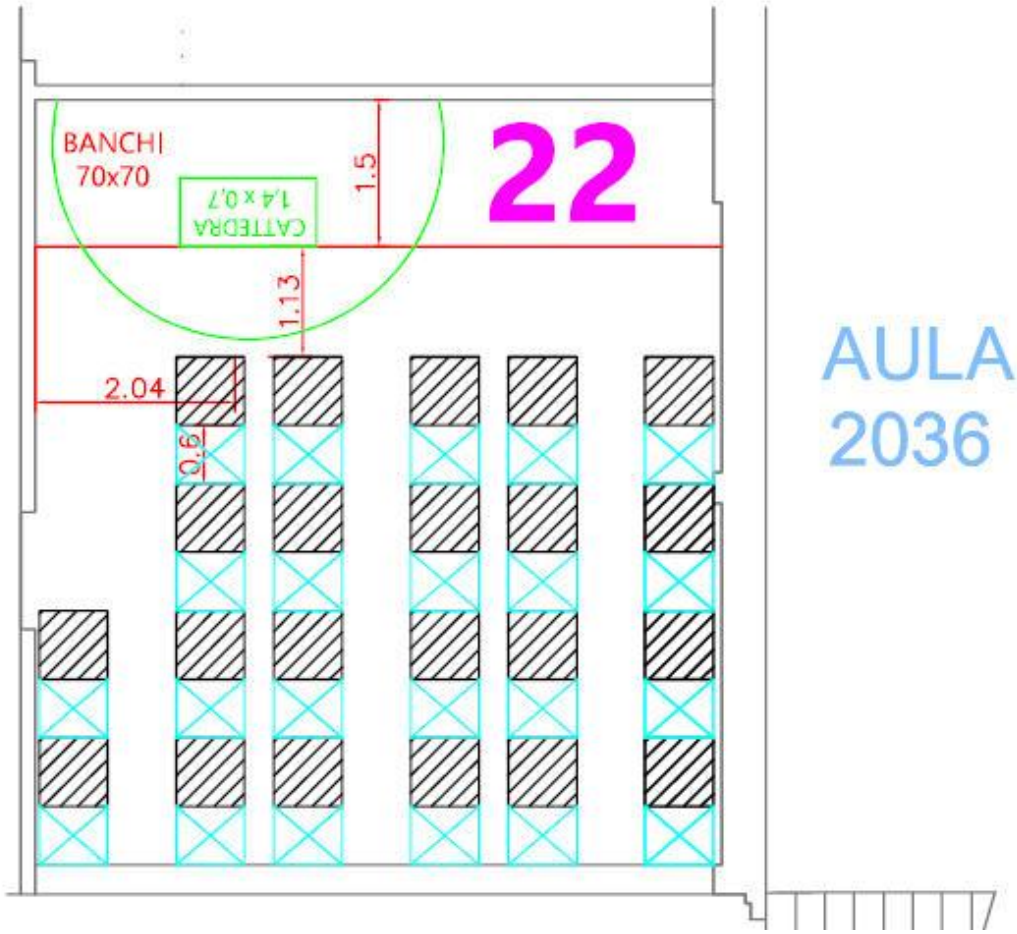 BANCHI
70x70
1.5
22
CATTEDRA
1,4 x 0,7
1.13
2.04
0.6
AULA
2036